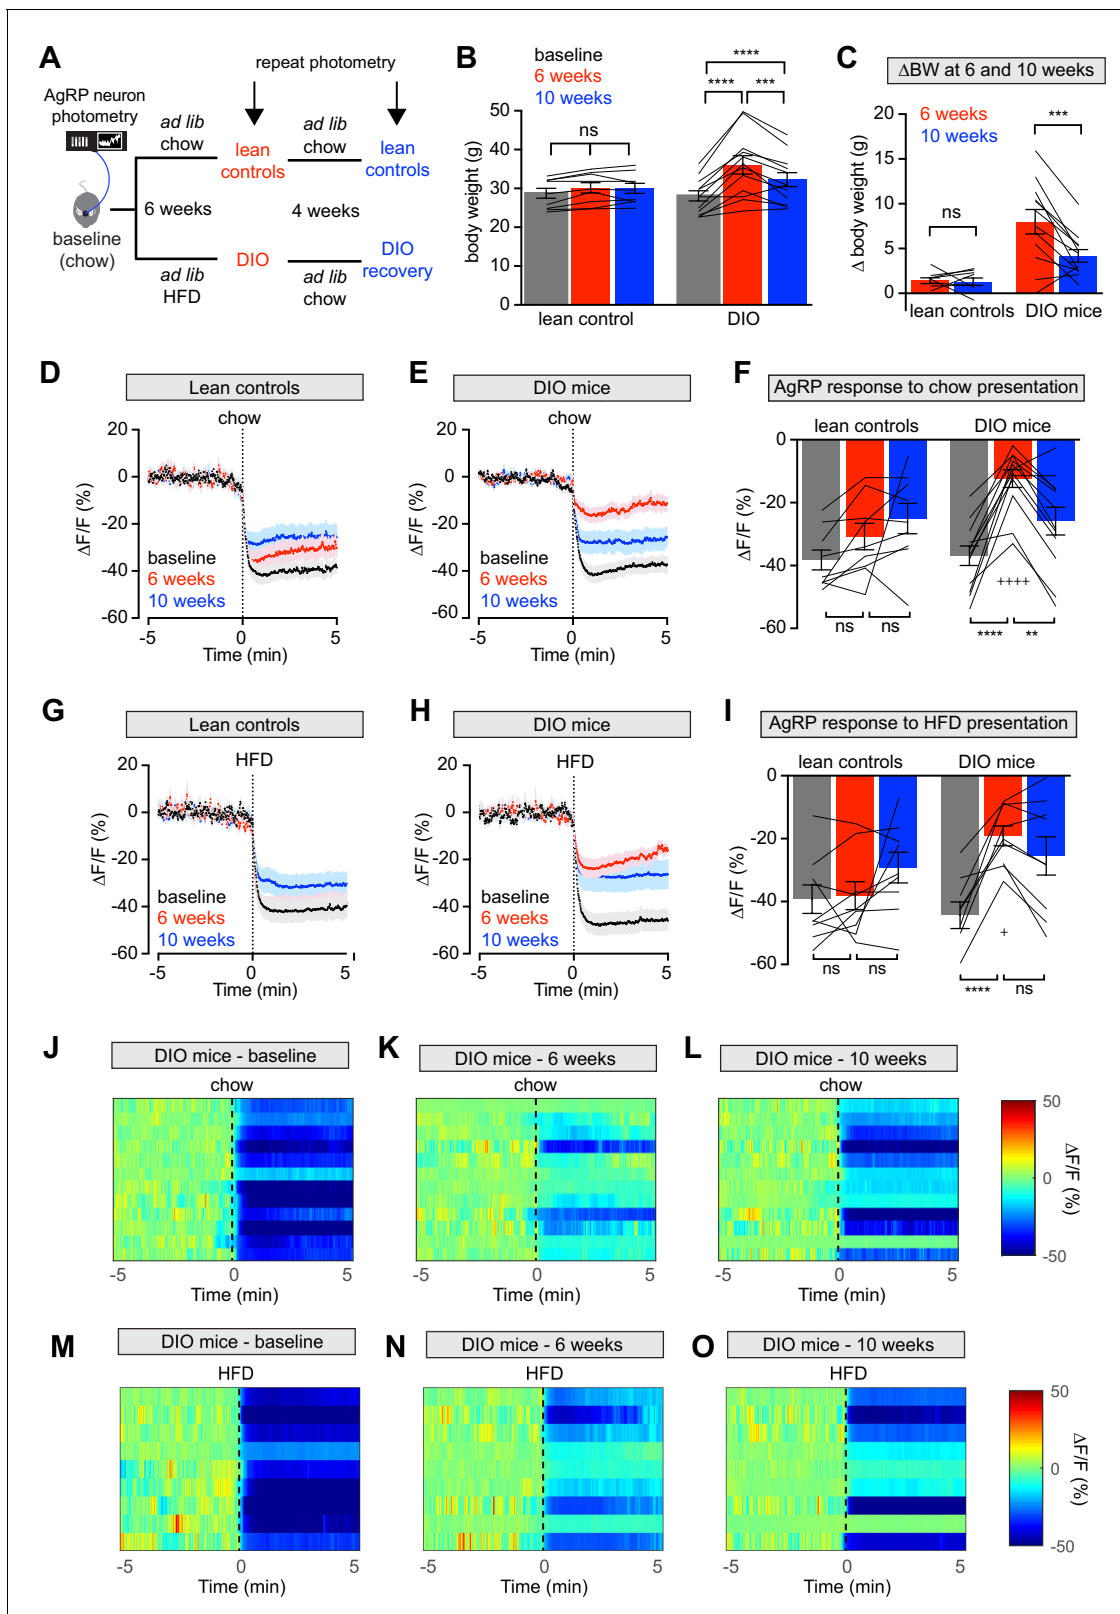 A
repeat photometry
AgRP neuron
photometry
ad lib
chow
ad lib
chow
lean
controls
lean
controls
6 weeks
4 weeks
baseline
(chow)
DIO
DIO
recovery
ad lib
HFD
ad lib
chow
B
baseline
6 weeks
10 weeks
****
**** ***
ns
body weight (g)
50
40
30
20
10
0
lean control DIO
C
ΔBW at 6 and 10 weeks
6 weeks
10 weeks
***
ns
Δ body weight (g)
20
15
10
5
0
lean controls DIO mice
D
Lean controls
chow
ΔF/F (%)
20
0
-20
-40
-60
baseline
6 weeks
10 weeks
-5 0 5
Time (min)
E
DIO mice
ΔF/F (%)
20
0
-20
-40
-60
baseline
6 weeks
10 weeks
-5 0 5
Time (min)
F
AgRP response to chow presentation
lean controls DIO mice
ΔF/F (%)
0
-20
-40
-60
++++
ns ns
**** **
G
Lean controls
HFD
ΔF/F (%)
20
0
-20
-40
-60
baseline
6 weeks
10 weeks
-5 0 5
Time (min)
H
DIO mice
HFD
ΔF/F (%)
20
0
-20
-40
-60
baseline
6 weeks
10 weeks
-5 0 5
Time (min)
I
AgRP response to HFD presentation
lean controls DIO mice
ΔF/F (%)
0
-20
-40
-60
+
ns ns
**** ns
J
DIO mice - baseline
chow
-5 0 5
Time (min)
K
DIO mice - 6 weeks
chow
-5 0 5
Time (min)
L
DIO mice - 10 weeks
chow
-5 0 5
Time (min)
50
0
-50
ΔF/F (%)
M
DIO mice - baseline
HFD
-5 0 5
Time (min)
N
DIO mice - 6 weeks
HFD
-5 0 5
Time (min)
O
DIO mice - 10 weeks
HFD
-5 0 5
Time (min)
50
0
-50
ΔF/F (%)